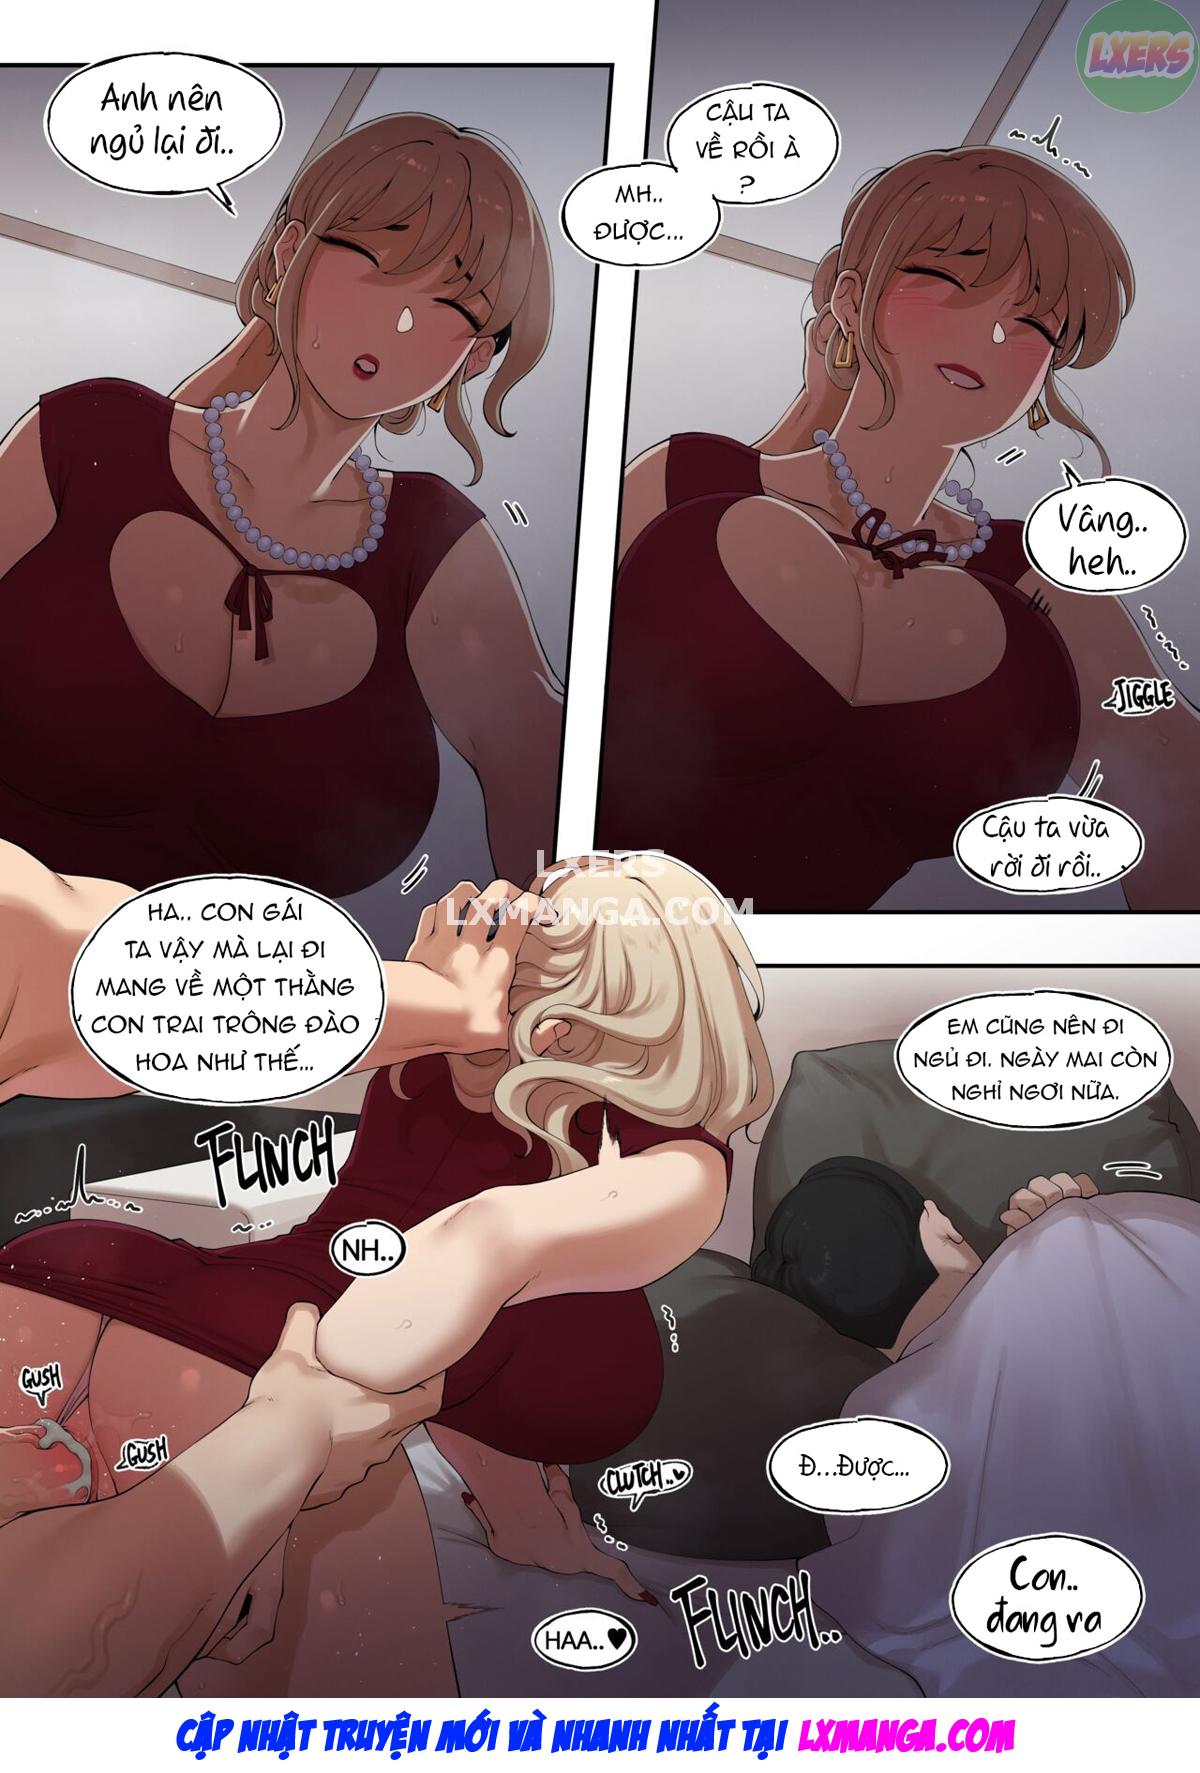 LXERS
Anh nên
ngủ lại đi..
CẬU TA
VỀ RỒI À
?
MH..
ĐƯỢC...
Vâng..
heh..
JIGGLE
Cậu ta vừa
rời đi rồi..
LXERS
LXMANGA.COM
HA.. CON GÁI
TA VẬY MÀ LẠI ĐI
MANG VỀ MỘT THẰNG
CON TRAI TRÔNG ĐÀO
HOA NHƯ THẾ...
EM CŨNG NÊN ĐI
NGỦ ĐI. NGÀY MAI CÒN
NGHỈ NGƠI NỮA.
FLINCH
NH..
GUSH
GUSH
CLUTCH..
Đ...Được...
Con..
đang ra
HAA..♥
FLINCH..
CẬP NHẬT TRUYỆN MỚI VÀ NHANH NHẤT TẠI LXMANGA.COM